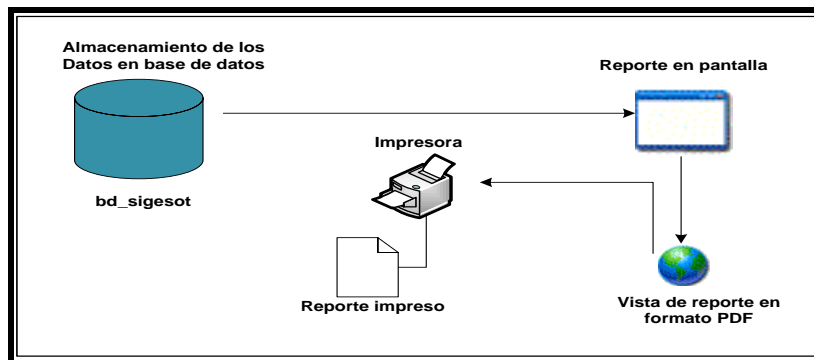 Almacenamiento de los
Datos en base de datos
Reporte en pantalla
Impresora
bd_sigesot
Reporte impreso
Vista de reporte en
formato PDF